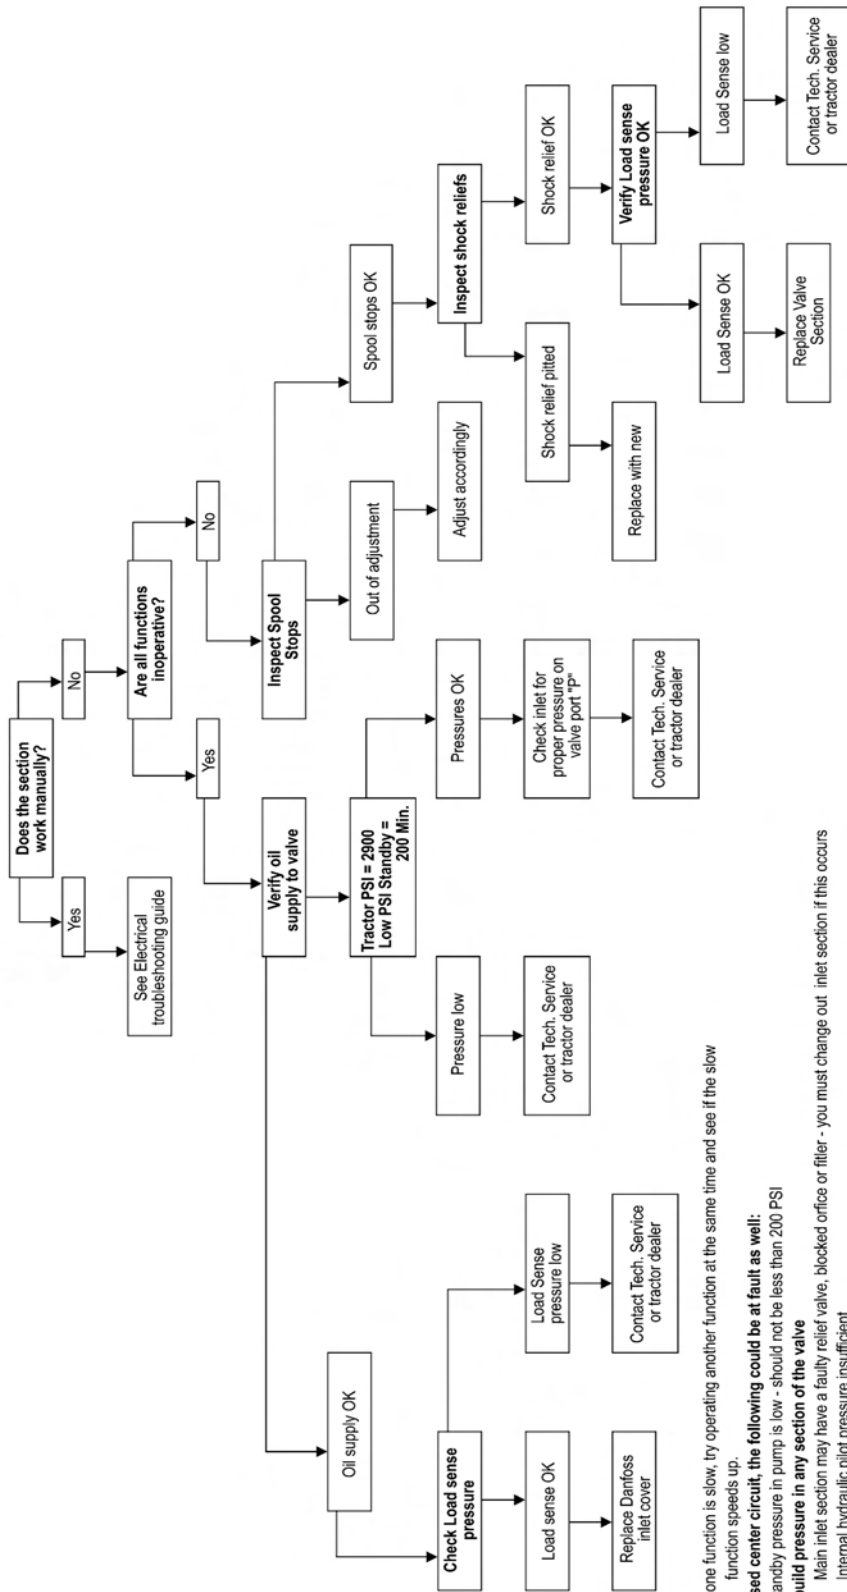 Does the section
work manually?
Yes
No
See Electrical
troubleshooting guide
Are all functions
inoperative?
Yes
No
Verify oil
supply to valve
Inspect Spool
Stops
Oil supply OK
Tractor PSI = 2900
Low PSI Standby =
200 Min.
Out of adjustment
Spool stops OK
Check Load sense
pressure
Pressure low
Pressures OK
Adjust accordingly
Inspect shock reliefs
Load sense OK
Load Sense
pressure low
Contact Tech. Service
or tractor dealer
Check inlet for
proper pressure on
valve port "P"
Shock relief pitted
Shock relief OK
Replace Danfoss
inlet cover
Contact Tech. Service
or tractor dealer
Contact Tech. Service
or tractor dealer
Replace with new
Verify Load sense
pressure OK
Load Sense OK
Load Sense low
Replace Valve
Section
Contact Tech. Service
or tractor dealer
one function is slow, try operating another function at the same time and see if the slow
function speeds up.
sed center circuit, the following could be at fault as well:
andby pressure in pump is low - should not be less than 200 PSI
build pressure in any section of the valve
Main inlet section may have a faulty relief valve, blocked orfice or fitler - you must change out inlet section if this occurs
Internal hydraulic pilot pressure insufficient